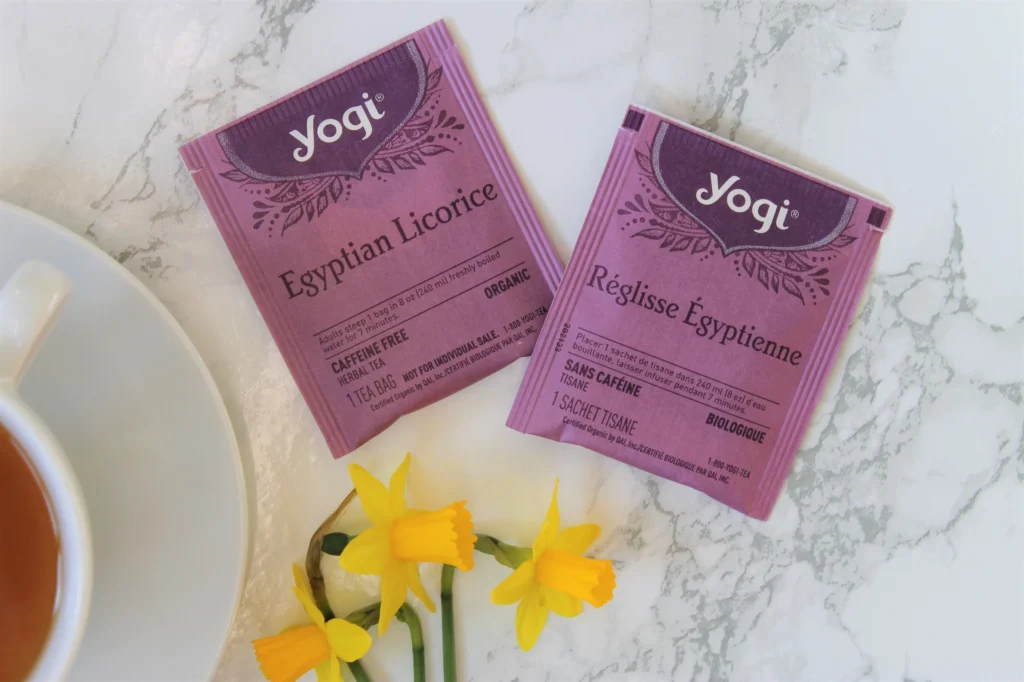 yogi®
Egyptian Licorice
Adults steep 1 bag in 8 oz (240 ml) freshly boiled
water for 7 minutes.
ORGANIC
CAFFEINE FREE
HERBAL TEA
1 TEA BAG
NOT FOR INDIVIDUAL SALE. 1-800-YOGI-TEA
Certified Organic by QAI, Inc./CERTIFIÉ BIOLOGIQUE PAR QAI, INC.
yogi®
Réglisse Égyptienne
Placer 1 sachet de tisane dans 240 ml (8 oz) d'eau
bouillante, laisser infuser pendant 7 minutes.
SANS CAFÉINE
TISANE
BIOLOGIQUE
1 SACHET TISANE
1-800-YOGI-TEA
Certified Organic by QAI, Inc./CERTIFIÉ BIOLOGIQUE PAR QAI, INC.